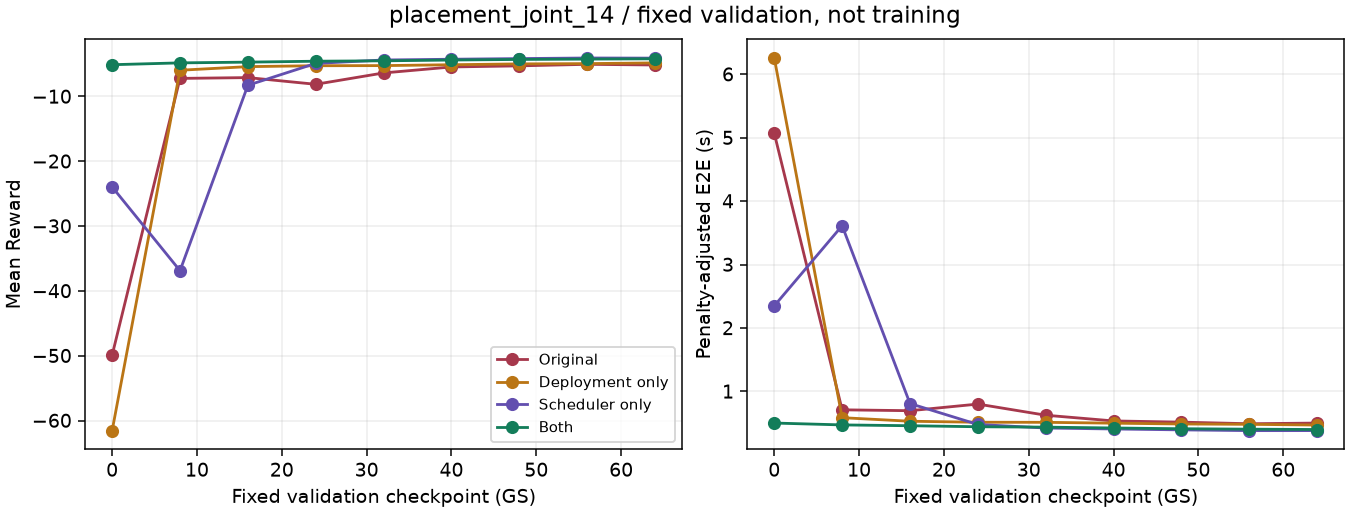 placement_joint_14 / fixed validation, not training
Mean Reward
−10
−20
−30
−40
−50
−60
0
10
20
30
40
50
60
Fixed validation checkpoint (GS)
Original
Deployment only
Scheduler only
Both
Penalty-adjusted E2E (s)
6
5
4
3
2
1
0
10
20
30
40
50
60
Fixed validation checkpoint (GS)